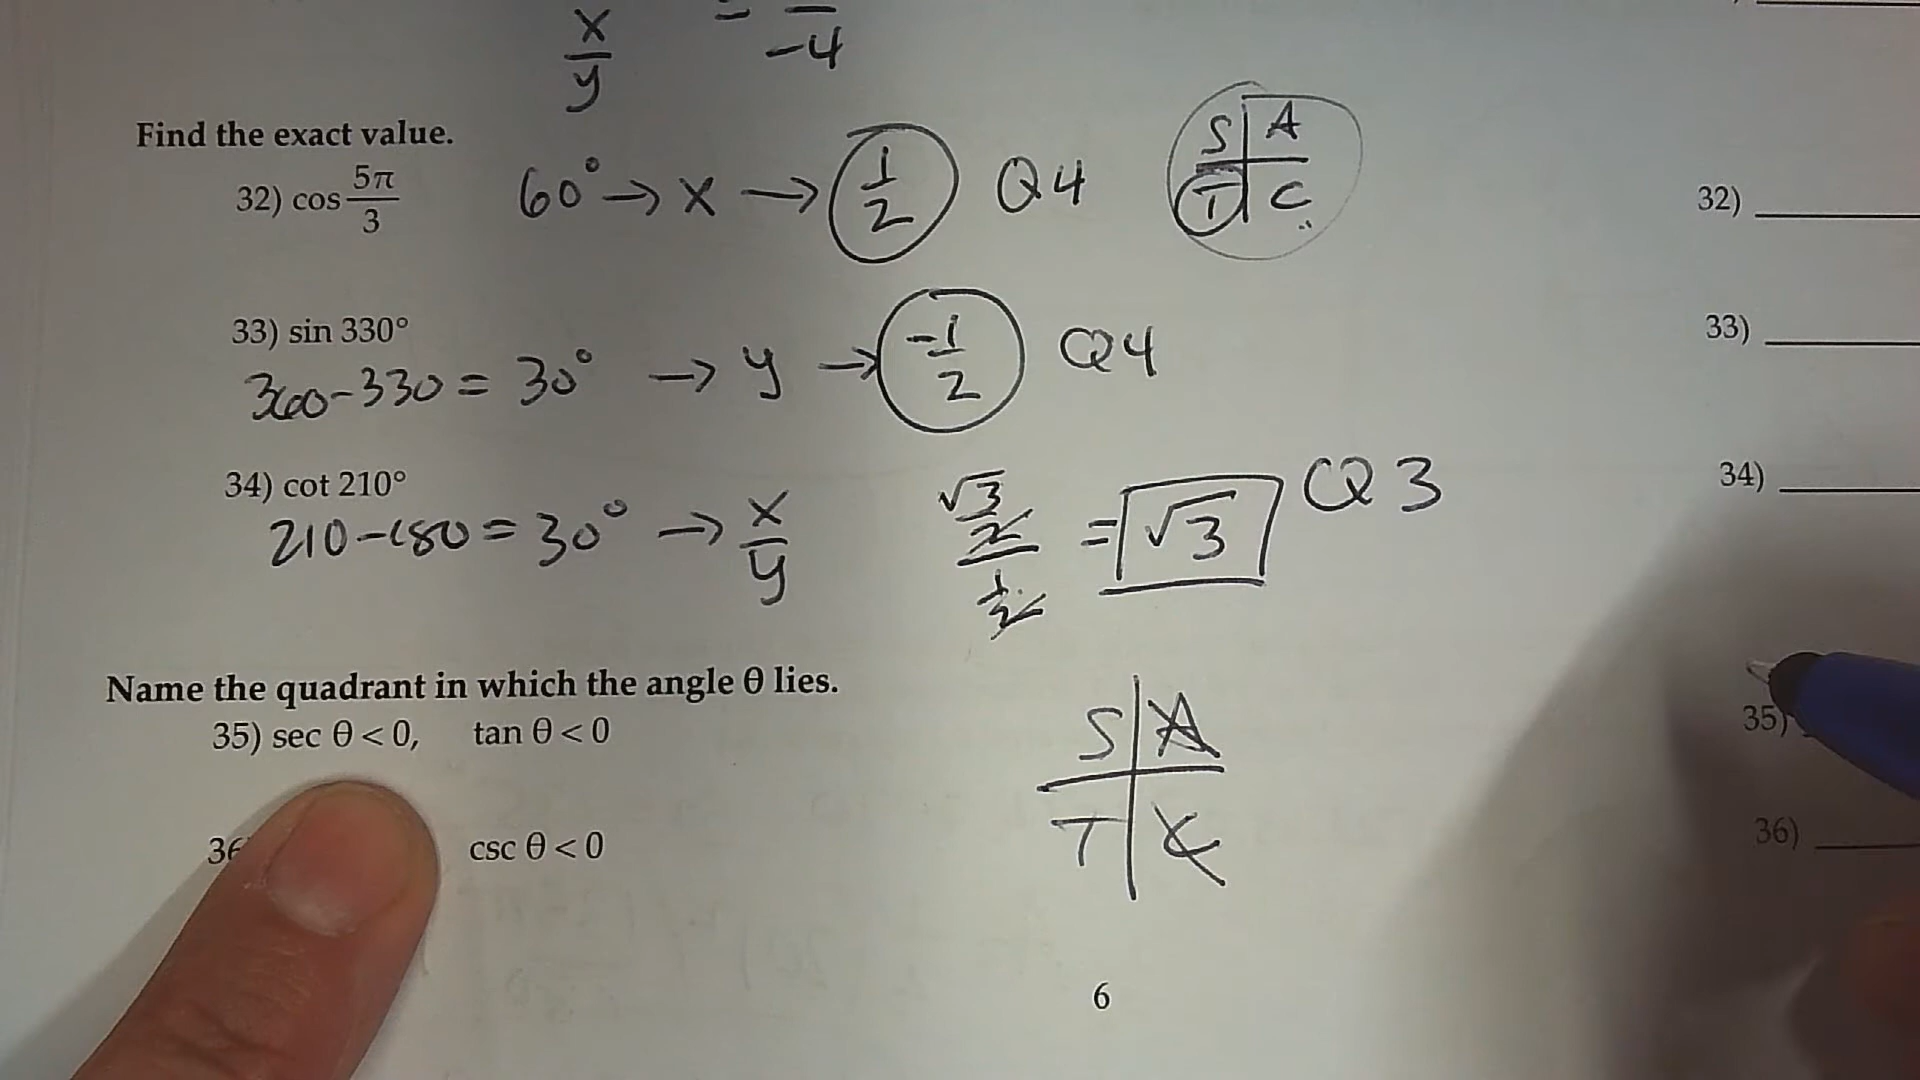 x/y = -4
Find the exact value.
32) cos 5π/3 60° → x → 1/2 Q4 S A T C 32)
33) sin 330° 33)
360-330 = 30° → y → -1/2 Q4
34) cot 210° 34)
210-180 = 30° → x/y √3/2 / 1/2 = √3 Q3
Name the quadrant in which the angle θ lies.
35) sec θ < 0, tan θ < 0 S A 35)
csc θ < 0 T C 36)
6